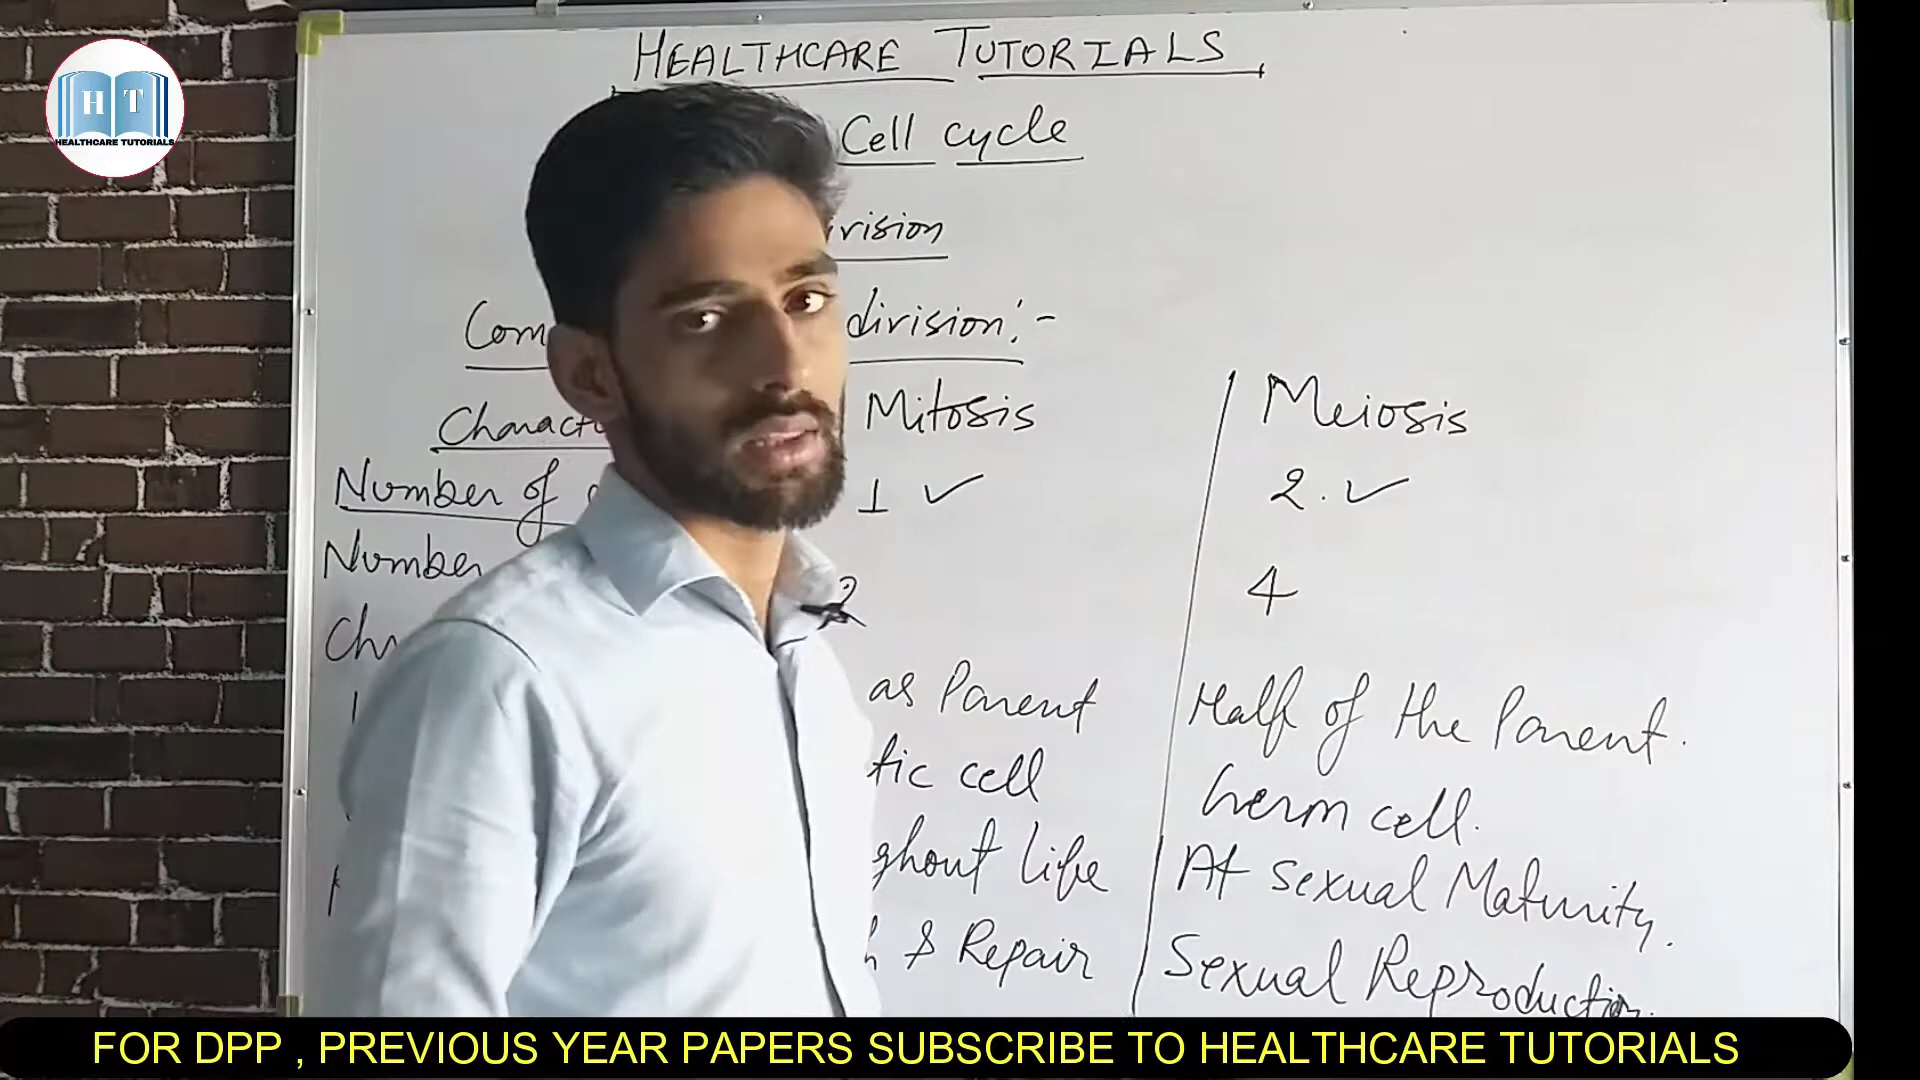 H T
HEALTHCARE TUTORIALS
HEALTHCARE TUTORIALS
Cell cycle
vision
Com division:-
Charact Mitosis Meiosis
Number of 1 ✓ 2. ✓
Number 2 4
Ch
as Parent Half of the Parent.
tic cell Germ cell.
ghout life At Sexual Maturity.
h & Repair Sexual Reproduction.
FOR DPP , PREVIOUS YEAR PAPERS SUBSCRIBE TO HEALTHCARE TUTORIALS